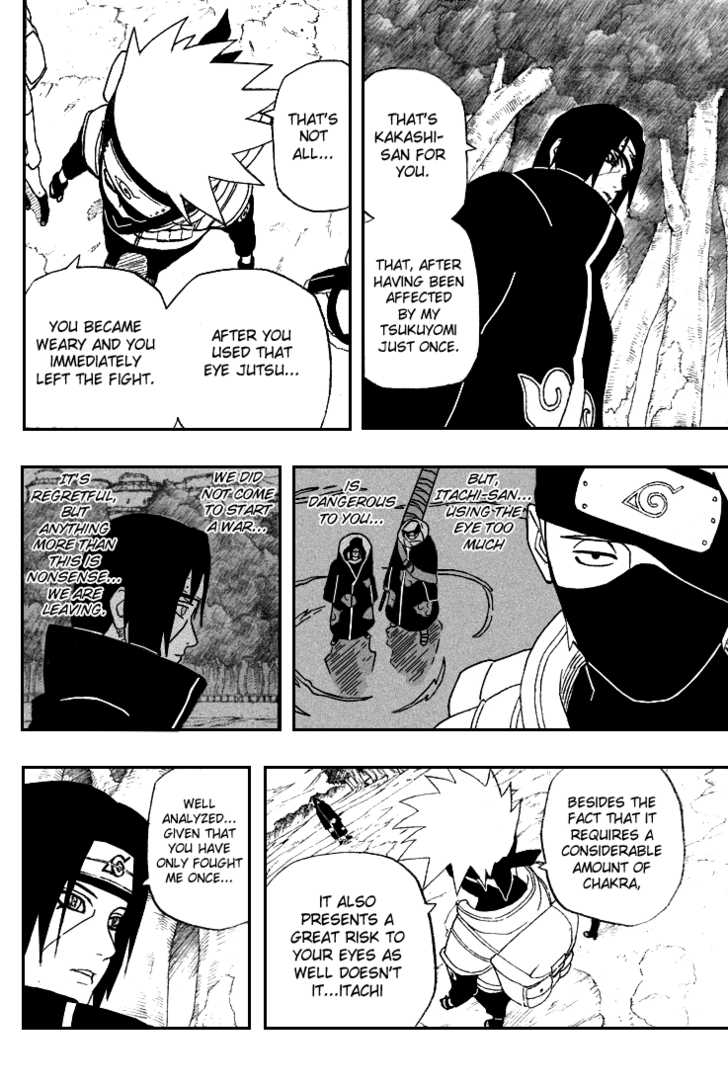 THAT'S
KAKASHI-
SAN FOR
YOU.
THAT, AFTER
HAVING BEEN
AFFECTED
BY MY
TSUKUYOMI
JUST ONCE.
THAT'S
NOT
ALL...
AFTER YOU
USED THAT
EYE JUTSU...
YOU BECAME
WEARY AND YOU
IMMEDIATELY
LEFT THE FIGHT.
BUT,
ITACHI-SAN...
USING THE
EYE TOO
MUCH
IS
DANGEROUS
TO YOU...
WE DID
NOT COME
TO START
A WAR...
IT'S
REGRETFUL,
BUT
ANYTHING
MORE THAN
THIS IS
NONSENSE...
WE ARE
LEAVING.
BESIDES THE
FACT THAT IT
REQUIRES A
CONSIDERABLE
AMOUNT OF
CHAKRA,
IT ALSO
PRESENTS A
GREAT RISK TO
YOUR EYES AS
WELL DOESN'T
IT...ITACHI
WELL
ANALYZED...
GIVEN THAT
YOU HAVE
ONLY FOUGHT
ME ONCE...